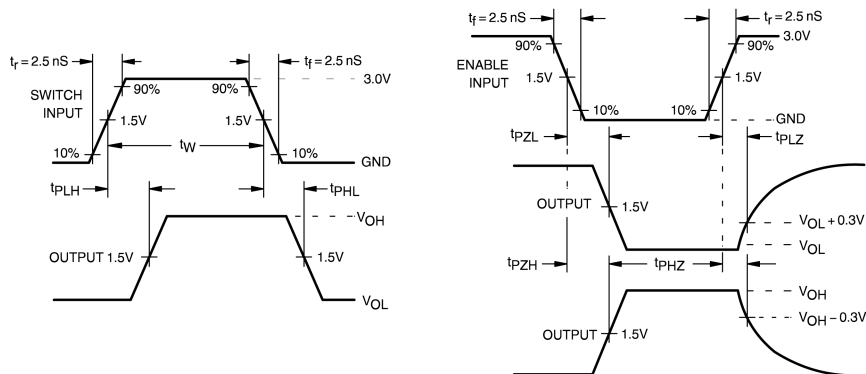 tr = 2.5 nS
tf = 2.5 nS
90%
90%
3.0V
SWITCH
INPUT
1.5V
1.5V
tW
10%
10%
GND
tPLH
tPHL
VOH
OUTPUT 1.5V
1.5V
VOL
tf = 2.5 nS
tr = 2.5 nS
3.0V
90%
90%
ENABLE
INPUT
1.5V
1.5V
10%
10%
GND
tPZL
tPLZ
OUTPUT
1.5V
VOL + 0.3V
VOL
tPZH
tPHZ
VOH
VOH – 0.3V
OUTPUT
1.5V